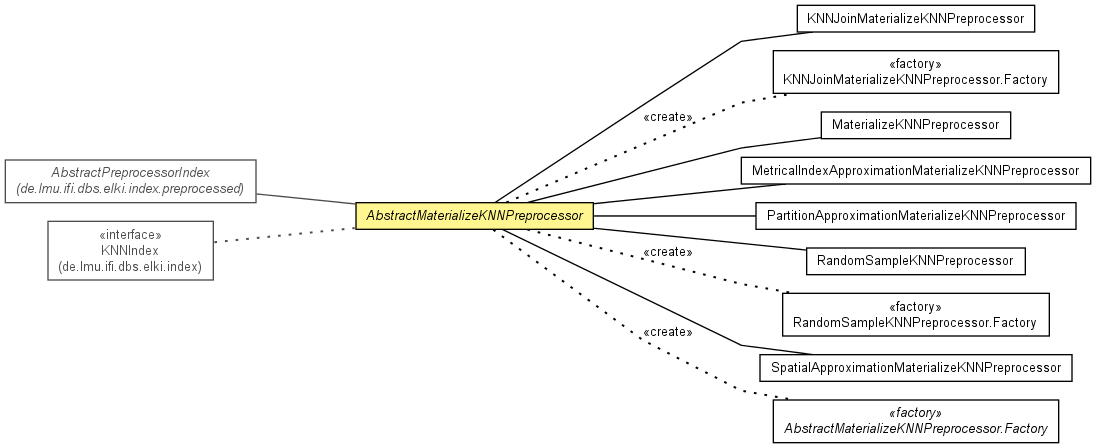 KNNJoinMaterializeKNNPreprocessor
«factory»
KNNJoinMaterializeKNNPreprocessor.Factory
«create»
MaterializeKNNPreprocessor
AbstractPreprocessorIndex
(de.lmu.ifi.dbs.elki.index.preprocessed)
MetricalIndexApproximationMaterializeKNNPreprocessor
AbstractMaterializeKNNPreprocessor
PartitionApproximationMaterializeKNNPreprocessor
«interface»
KNNIndex
(de.lmu.ifi.dbs.elki.index)
«create»
RandomSampleKNNPreprocessor
«factory»
RandomSampleKNNPreprocessor.Factory
«create»
SpatialApproximationMaterializeKNNPreprocessor
«factory»
AbstractMaterializeKNNPreprocessor.Factory